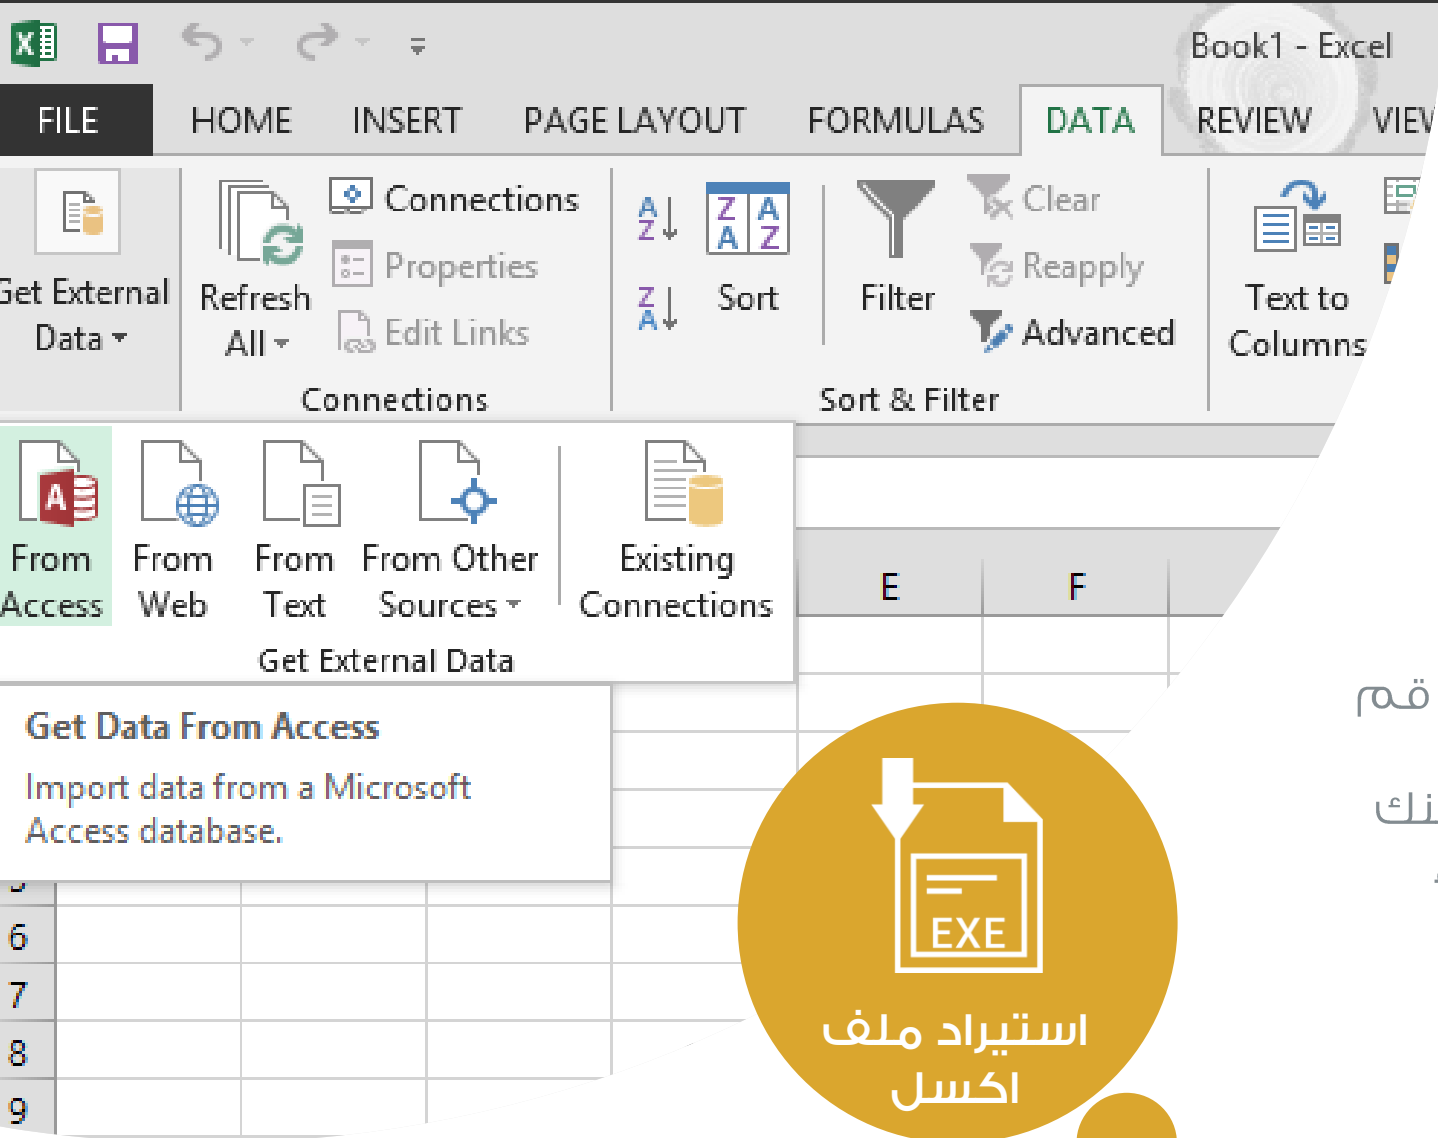 Book1 - Excel
FILE HOME INSERT PAGE LAYOUT FORMULAS DATA REVIEW
Connections
Properties
Edit Links
Get External
Data
Refresh
All
Connections
A
Z
Z
A
Z A
A Z
Sort
Filter
Clear
Reapply
Advanced
Sort & Filter
Text to
Columns
A
From
Access
From
Web
From
Text
From Other
Sources
Existing
Connections
Get External Data
E F
Get Data From Access
Import data from a Microsoft
Access database.
6
7
8
9
قم
EXE
استيراد ملف
اكسل